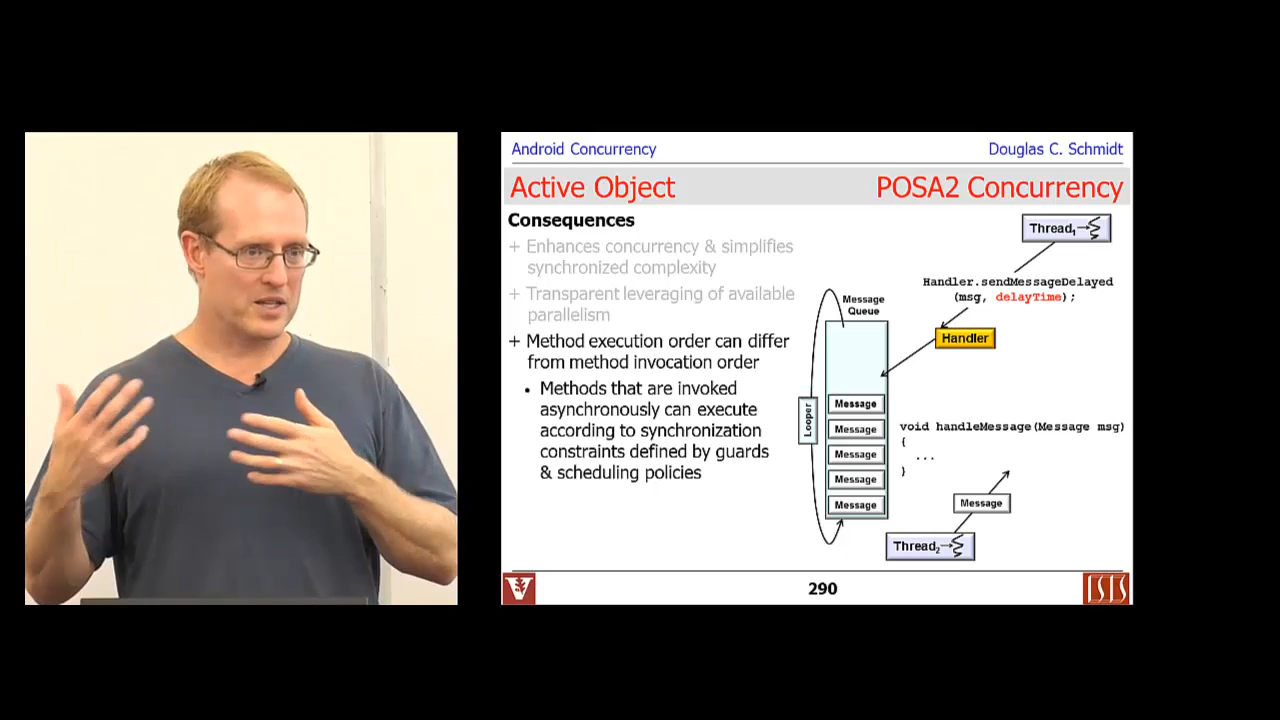 Android Concurrency
Douglas C. Schmidt
Active Object
POSA2 Concurrency
Consequences
+ Enhances concurrency & simplifies
synchronized complexity
+ Transparent leveraging of available
parallelism
+ Method execution order can differ
from method invocation order
• Methods that are invoked
asynchronously can execute
according to synchronization
constraints defined by guards
& scheduling policies
Thread1
Handler.sendMessageDelayed
(msg, delayTime);
Handler
Message
Queue
Looper
Message
Message
Message
Message
Message
void handleMessage(Message msg)
{
...
}
Message
Thread2
290
V
ISIS